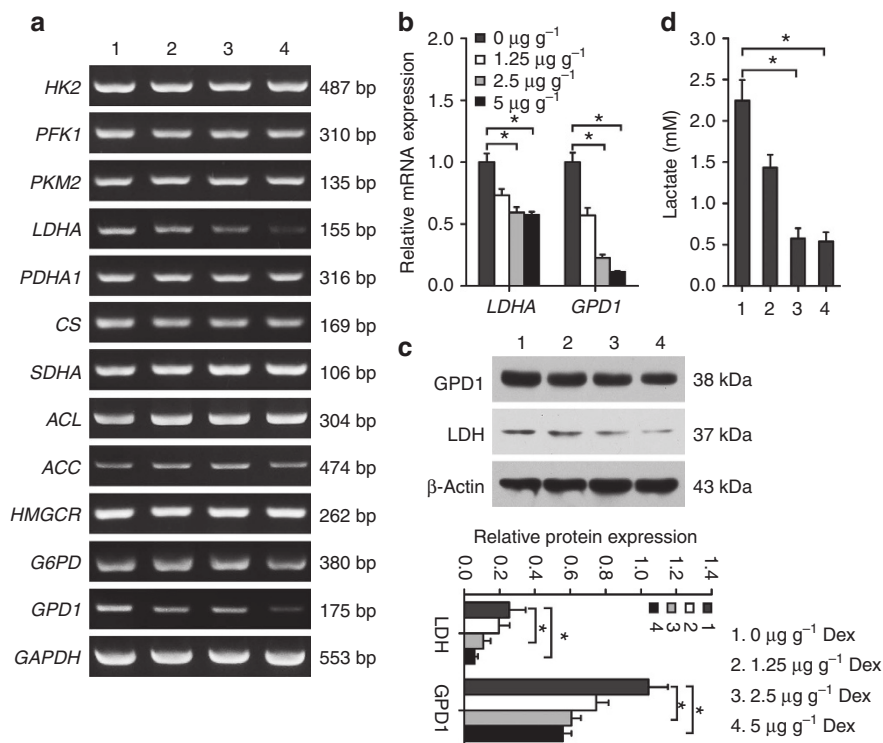 a
1 2 3 4
HK2 487 bp
PFK1 310 bp
PKM2 135 bp
LDHA 155 bp
PDHA1 316 bp
CS 169 bp
SDHA 106 bp
ACL 304 bp
ACC 474 bp
HMGCR 262 bp
G6PD 380 bp
GPD1 175 bp
GAPDH 553 bp
b
Relative mRNA expression
2.0
1.5
1.0
0.5
0.0
0 μg g⁻¹
1.25 μg g⁻¹
2.5 μg g⁻¹
5 μg g⁻¹
* *
* *
LDHA GPD1
d
Lactate (mM)
3.0
2.5
2.0
1.5
1.0
0.5
0.0
*
*
1 2 3 4
c
1 2 3 4
GPD1 38 kDa
LDH 37 kDa
β-Actin 43 kDa
Relative protein expression
0.0 0.2 0.4 0.6 0.8 1.0 1.2 1.4
1
2
3
4
LDH
* *
GPD1
* *
1. 0 μg g⁻¹ Dex
2. 1.25 μg g⁻¹ Dex
3. 2.5 μg g⁻¹ Dex
4. 5 μg g⁻¹ Dex